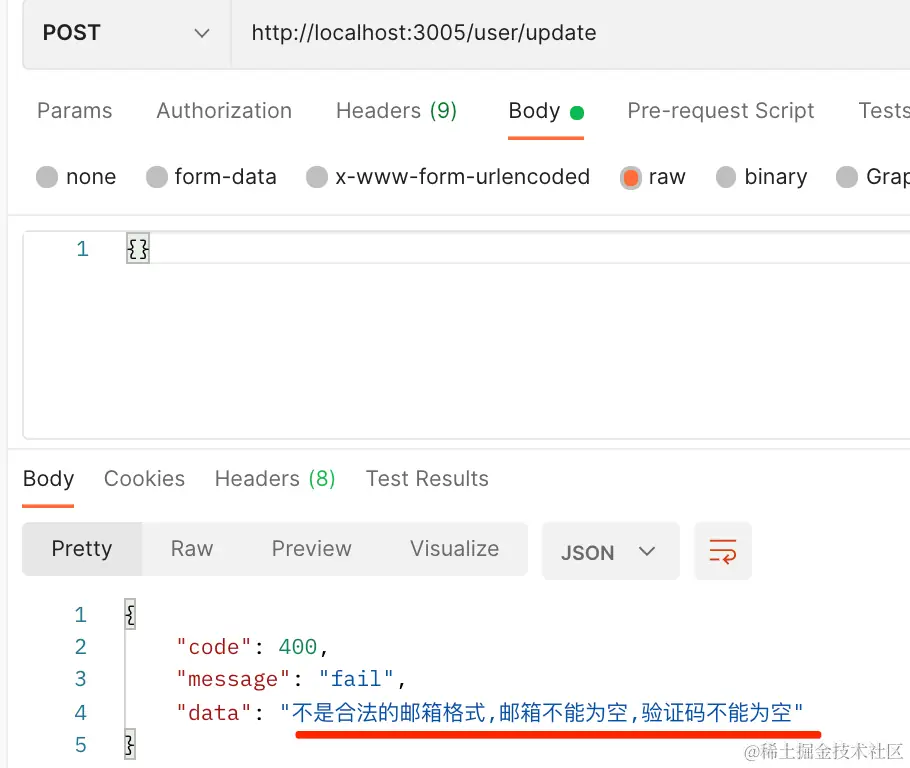 POST http://localhost:3005/user/update
Params Authorization Headers (9) Body Pre-request Script Tests
none form-data x-www-form-urlencoded raw binary Grap
1 {}
Body Cookies Headers (8) Test Results
Pretty Raw Preview Visualize JSON
1 {
2 "code": 400,
3 "message": "fail",
4 "data": "不是合法的邮箱格式,邮箱不能为空,验证码不能为空"
5 }
@稀土掘金技术社区